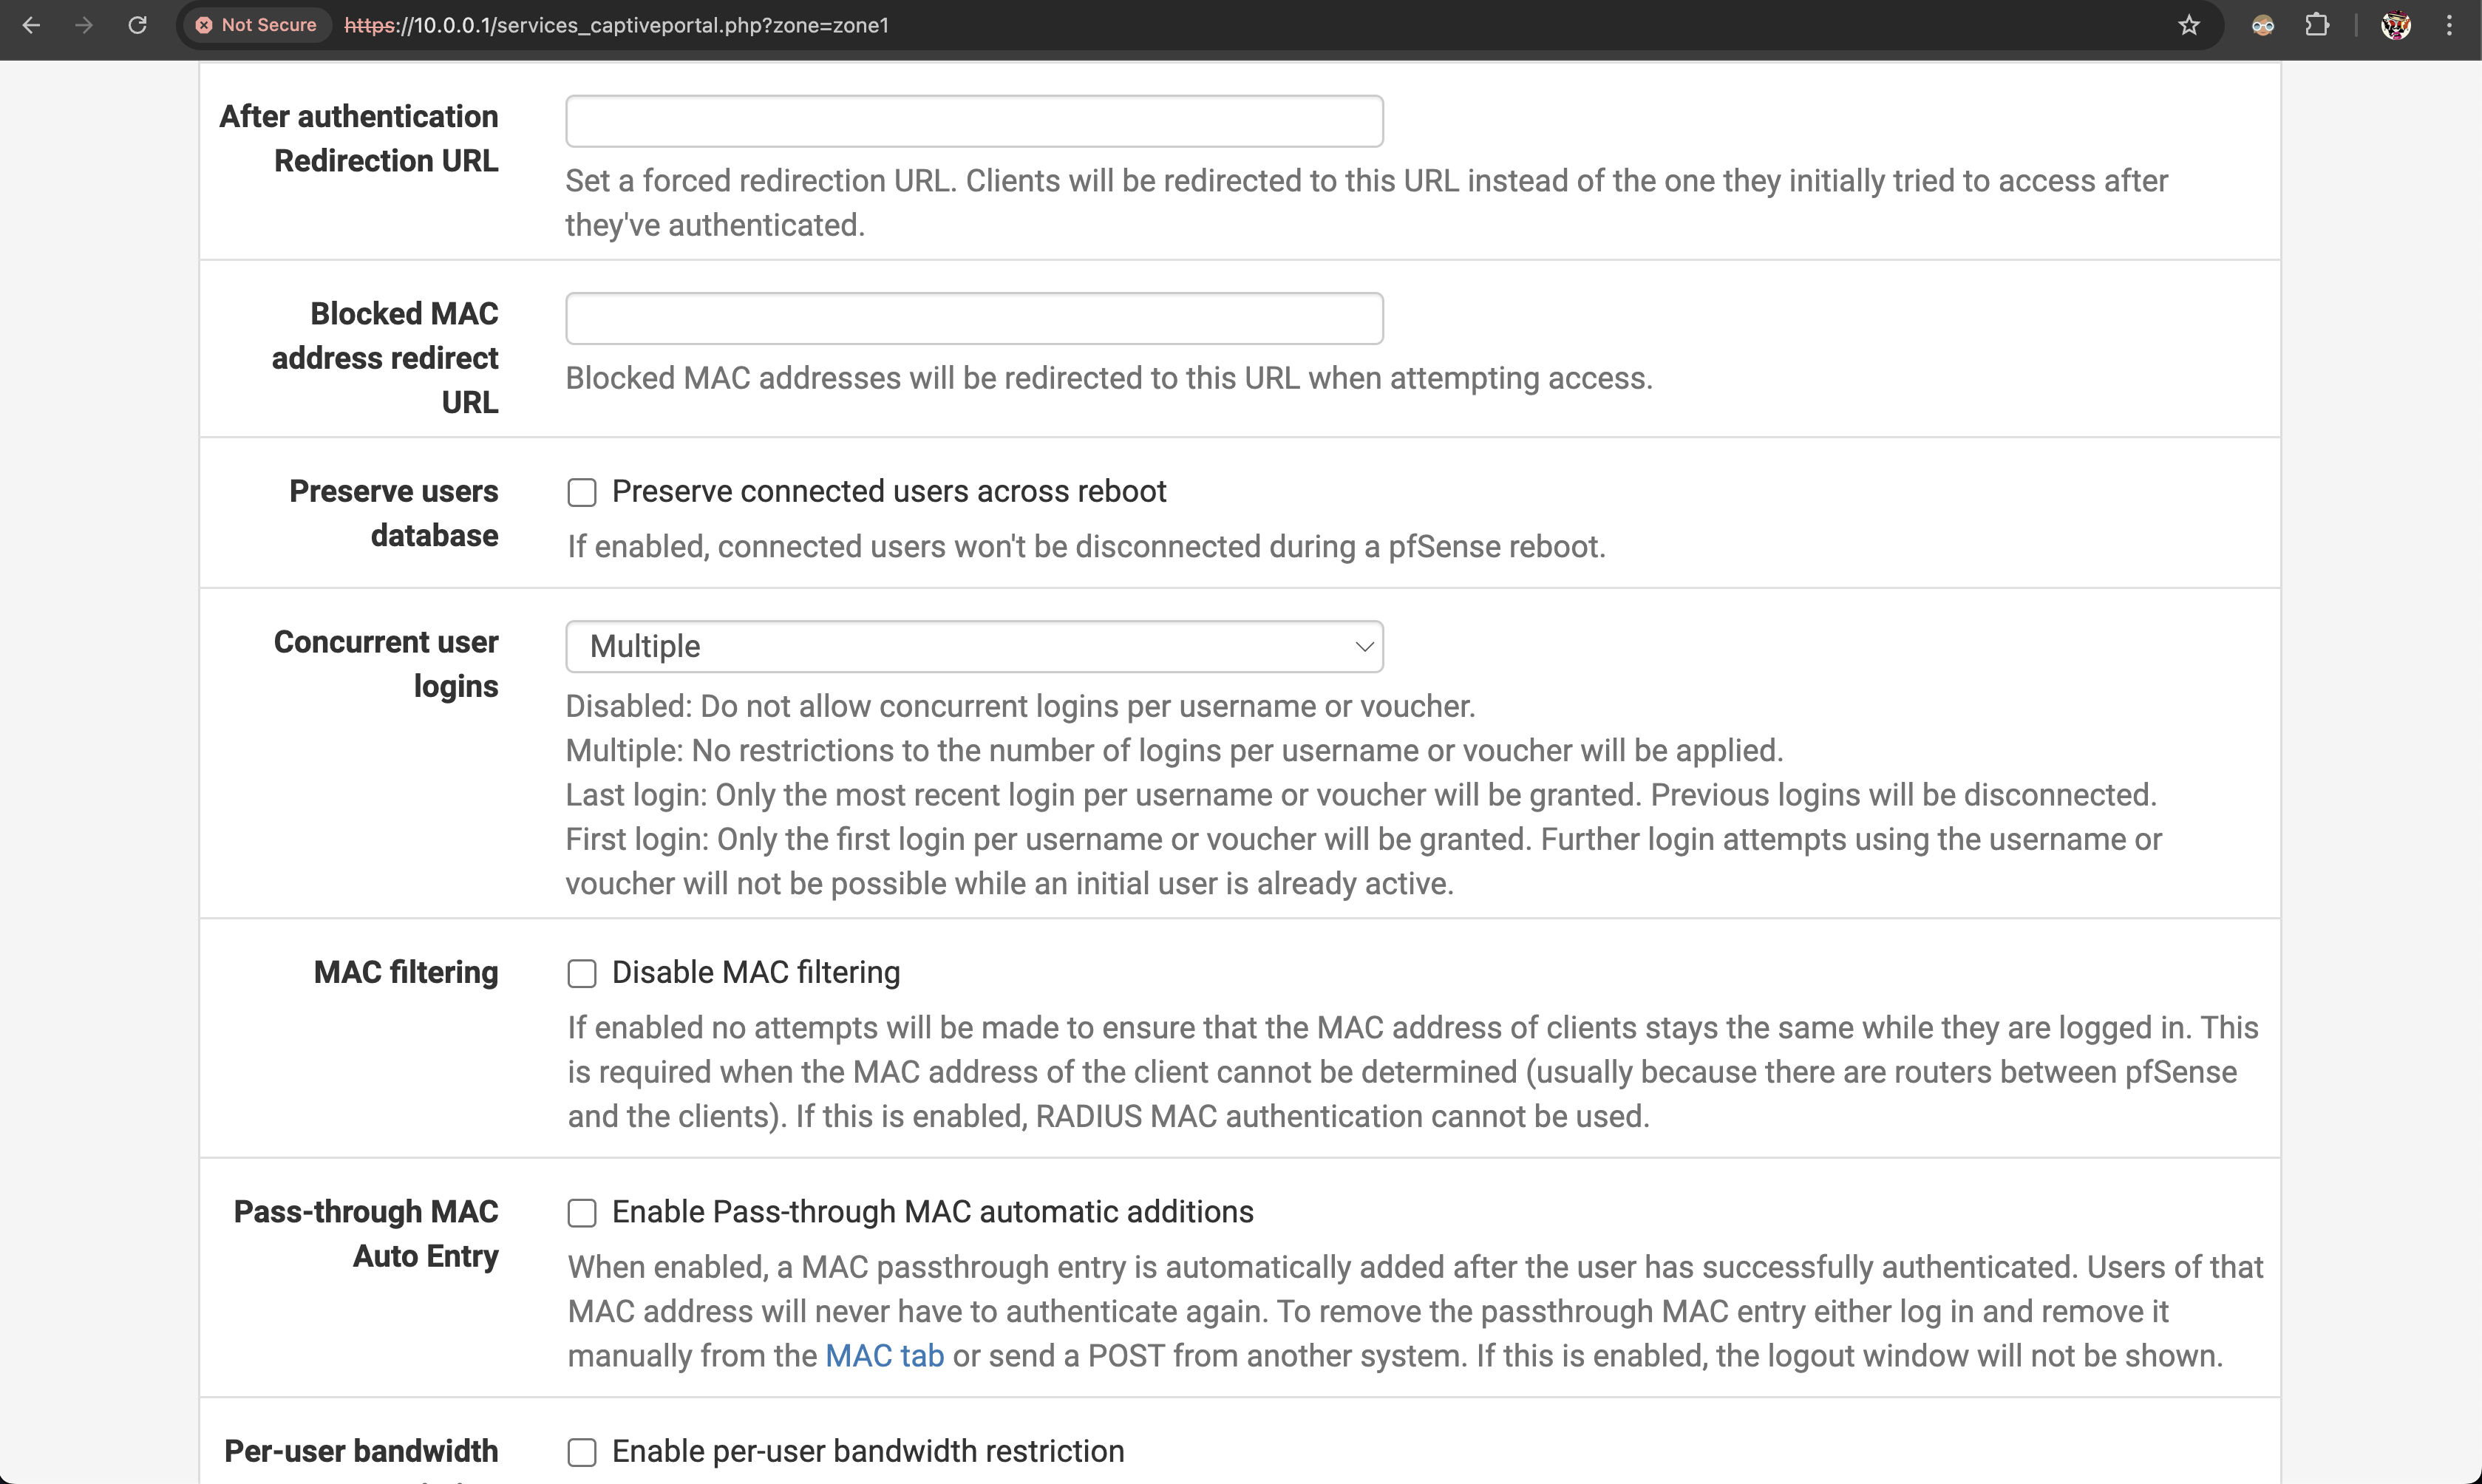 Not Secure https://10.0.0.1/services_captiveportal.php?zone=zone1
After authentication
Redirection URL
Set a forced redirection URL. Clients will be redirected to this URL instead of the one they initially tried to access after
they've authenticated.
Blocked MAC
address redirect
URL
Blocked MAC addresses will be redirected to this URL when attempting access.
Preserve users
database
Preserve connected users across reboot
If enabled, connected users won't be disconnected during a pfSense reboot.
Concurrent user
logins
Multiple
Disabled: Do not allow concurrent logins per username or voucher.
Multiple: No restrictions to the number of logins per username or voucher will be applied.
Last login: Only the most recent login per username or voucher will be granted. Previous logins will be disconnected.
First login: Only the first login per username or voucher will be granted. Further login attempts using the username or
voucher will not be possible while an initial user is already active.
MAC filtering
Disable MAC filtering
If enabled no attempts will be made to ensure that the MAC address of clients stays the same while they are logged in. This
is required when the MAC address of the client cannot be determined (usually because there are routers between pfSense
and the clients). If this is enabled, RADIUS MAC authentication cannot be used.
Pass-through MAC
Auto Entry
Enable Pass-through MAC automatic additions
When enabled, a MAC passthrough entry is automatically added after the user has successfully authenticated. Users of that
MAC address will never have to authenticate again. To remove the passthrough MAC entry either log in and remove it
manually from the MAC tab or send a POST from another system. If this is enabled, the logout window will not be shown.
Per-user bandwidth
Enable per-user bandwidth restriction